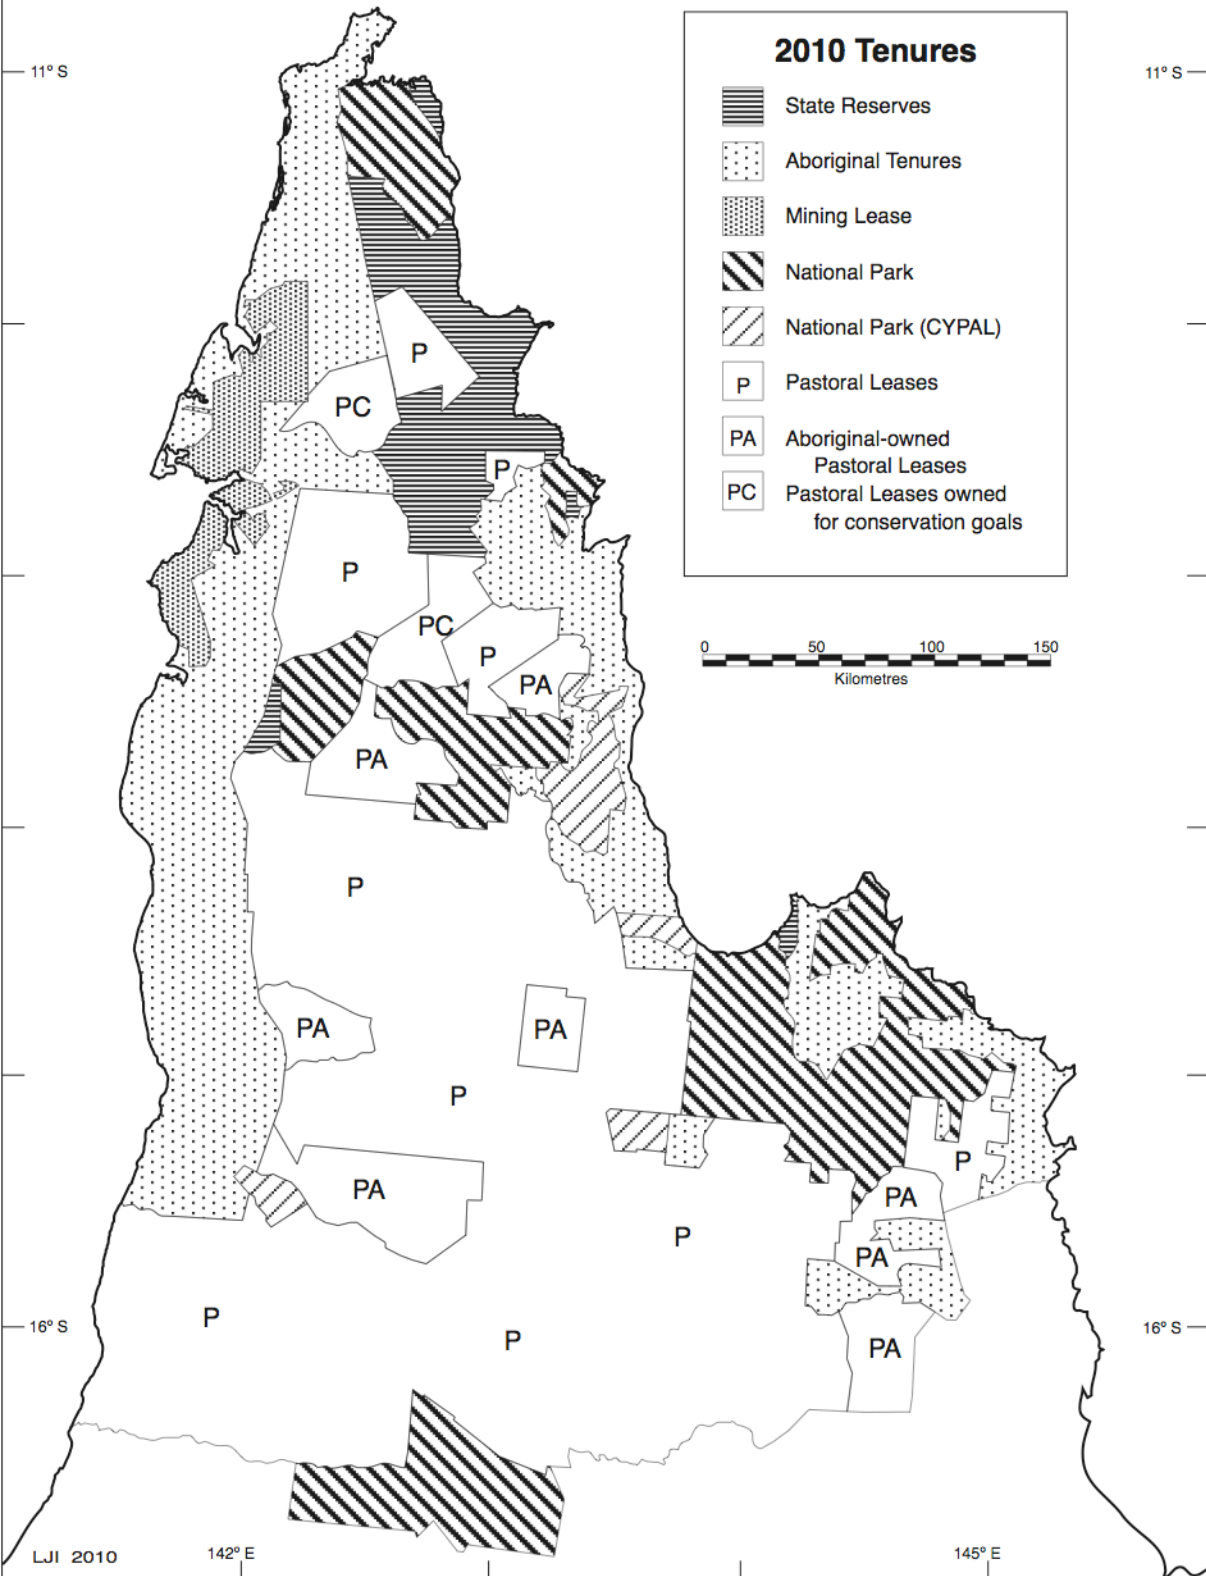 2010 Tenures
State Reserves
Aboriginal Tenures
Mining Lease
National Park
National Park (CYPAL)
P Pastoral Leases
PA Aboriginal-owned
Pastoral Leases
PC Pastoral Leases owned
for conservation goals
0 50 100 150
Kilometres
11° S 11° S
P
PC
P
P
PC
P
PA
PA
P
PA PA
P
P
PA
PA
P
PA
P
16° S 16° S
P
PA
LJI 2010
142° E 145° E